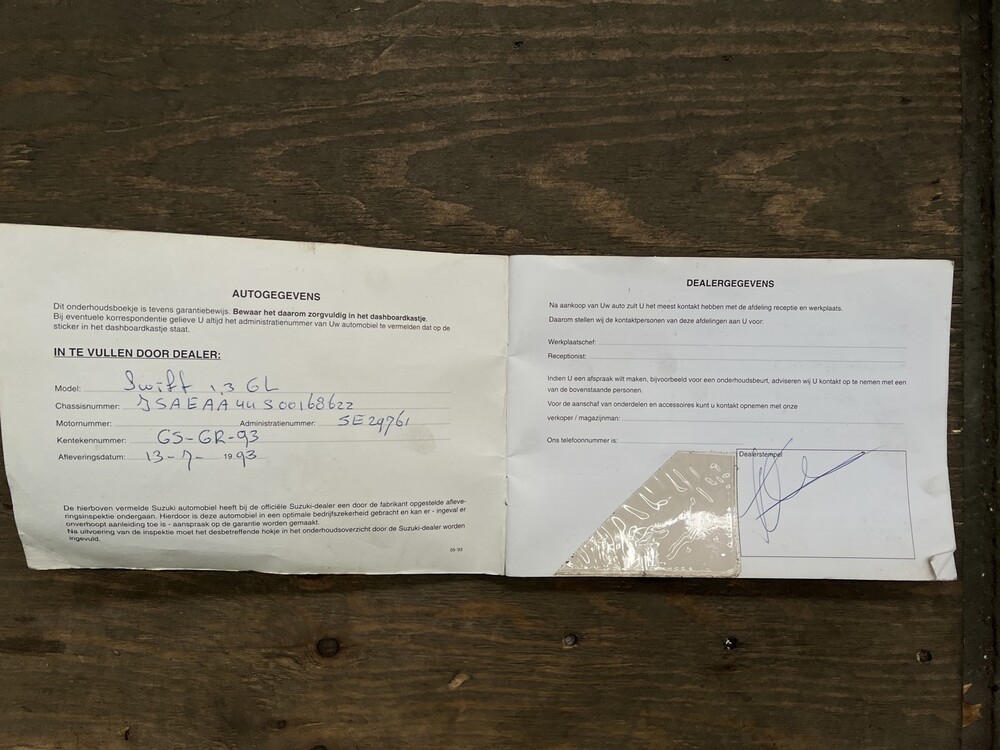 AUTOGEGEVENS
Dit onderhoudsboekje is tevens garantiebewijs. Bewaar het daarom zorgvuldig in het dashboardkastje.
Bij eventuele korrespondentie gelieve U altijd het administratienummer van Uw automobiel te vermelden dat op de
sticker in het dashboardkastje staat.
IN TE VULLEN DOOR DEALER:
Model: Swift 1,3 GL
Chassisnummer: JSAEAA44S00168622
Motornummer: Administratienummer: SE29761
Kentekennummer: GS-GR-93
Afleveringsdatum: 13-7- 1993
De hierboven vermelde Suzuki automobiel heeft bij de officiële Suzuki-dealer een door de fabrikant opgestelde afleve-
ringsinspektie ondergaan. Hierdoor is deze automobiel in een optimale bedrijfszekerheid gebracht en kan er - ingeval er
onverhoopt aanleiding toe is - aanspraak op de garantie worden gemaakt.
Na uitvoering van de inspektie moet het desbetreffende hokje in het onderhoudsoverzicht door de Suzuki-dealer worden
ingevuld.
05-'93
DEALERGEGEVENS
Na aankoop van Uw auto zult U het meest kontakt hebben met de afdeling receptie en werkplaats.
Daarom stellen wij de kontaktpersonen van deze afdelingen aan U voor:
Werkplaatschef:
Receptionist:
Indien U een afspraak wilt maken, bijvoorbeeld voor een onderhoudsbeurt, adviseren wij U kontakt op te nemen met een
van de bovenstaande personen.
Voor de aanschaf van onderdelen en accessoires kunt u kontakt opnemen met onze
verkoper / magazijnman:
Ons telefoonnummer is:
Dealerstempel